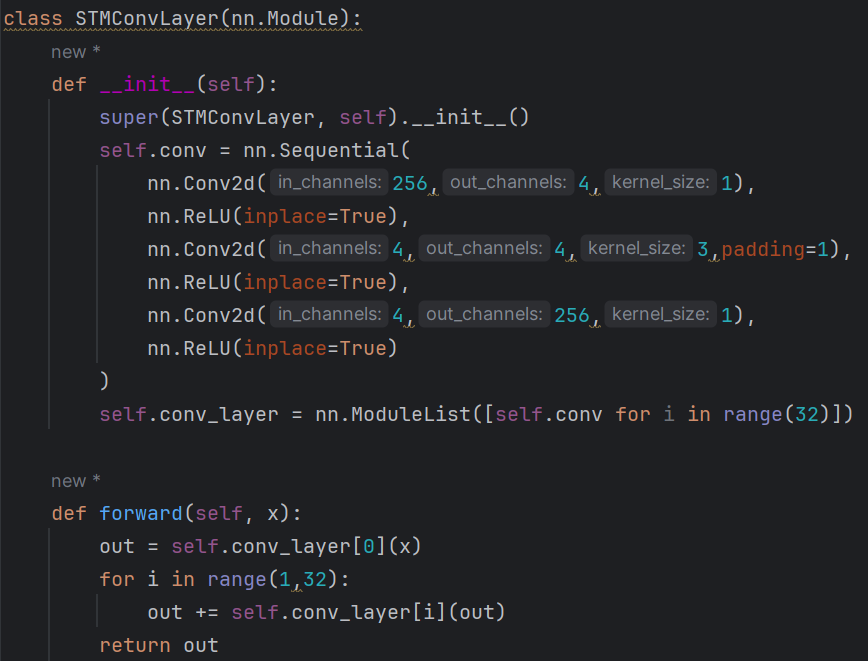 class STMConvLayer(nn.Module):
new *
def __init__(self):
super(STMConvLayer, self).__init__()
self.conv = nn.Sequential(
nn.Conv2d( in_channels: 256, out_channels: 4, kernel_size: 1),
nn.ReLU(inplace=True),
nn.Conv2d( in_channels: 4, out_channels: 4, kernel_size: 3,padding=1),
nn.ReLU(inplace=True),
nn.Conv2d( in_channels: 4, out_channels: 256, kernel_size: 1),
nn.ReLU(inplace=True)
)
self.conv_layer = nn.ModuleList([self.conv for i in range(32)])
new *
def forward(self, x):
out = self.conv_layer[0](x)
for i in range(1,32):
out += self.conv_layer[i](out)
return out